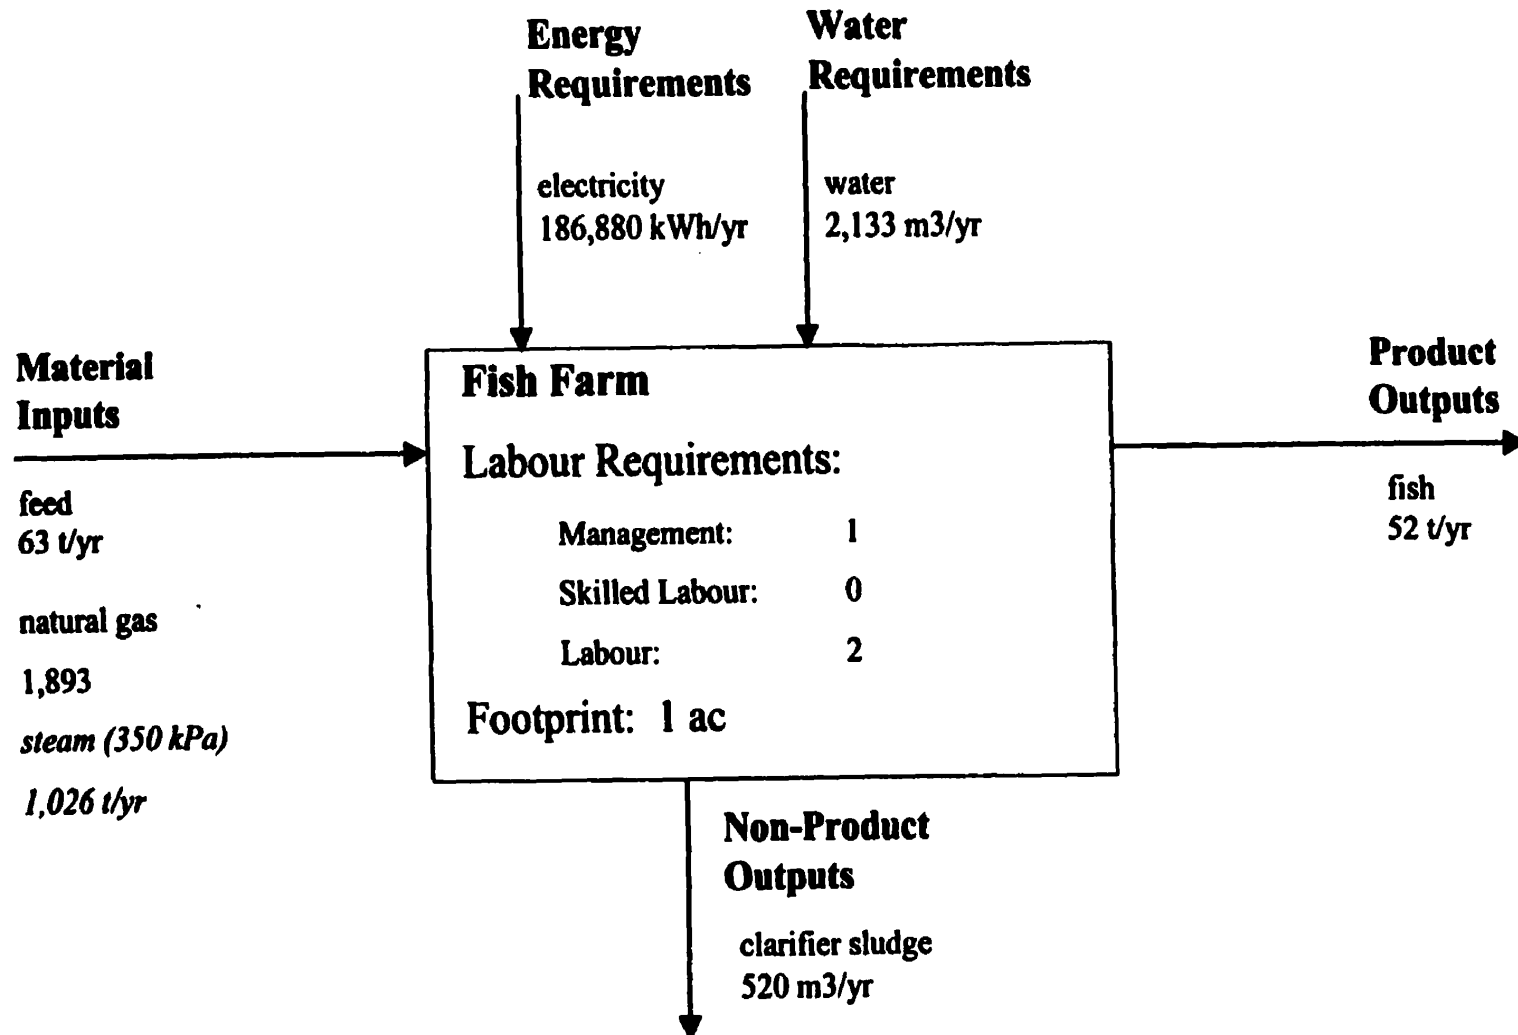 Energy
Requirements
Water
Requirements
electricity
186,880 kWh/yr
water
2,133 m3/yr
Material
Inputs
feed
63 t/yr
natural gas
1,893
steam (350 kPa)
1,026 t/yr
Fish Farm
Labour Requirements:
Management: 1
Skilled Labour: 0
Labour: 2
Footprint: 1 ac
Product
Outputs
fish
52 t/yr
Non-Product
Outputs
clarifier sludge
520 m3/yr